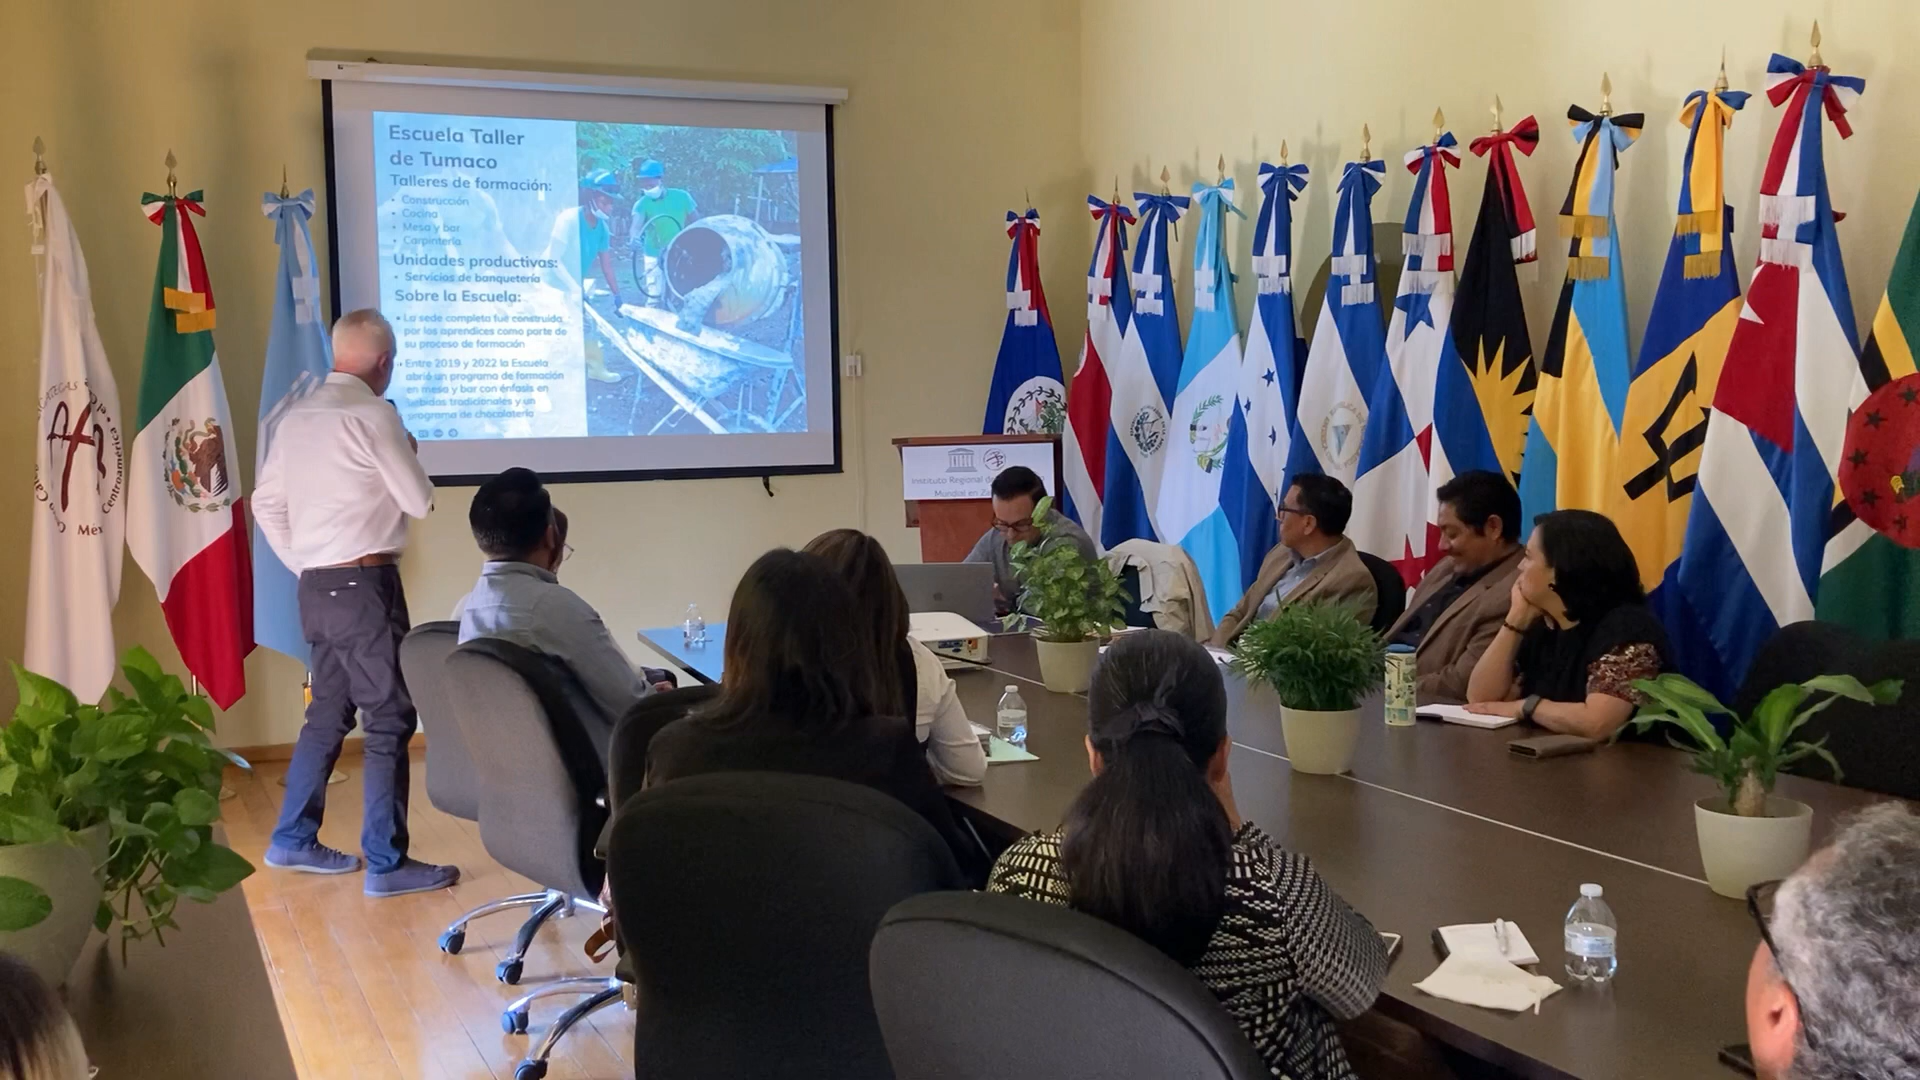 Escuela Taller
de Tumaco
Talleres de formación:
• Construcción
• Cocina
• Mesa y bar
• Carpintería
Unidades productivas:
• Servicios de banquetería
Sobre la Escuela:
• La sede completa fue construida
por los aprendices como parte de
su proceso de formación
• Entre 2019 y 2022 la Escuela
abrió un programa de formación
en mesa y bar con énfasis en
bebidas tradicionales y un
programa de chocolatería
Instituto Regional de
Mundial en Za
Centroamérica
Méx